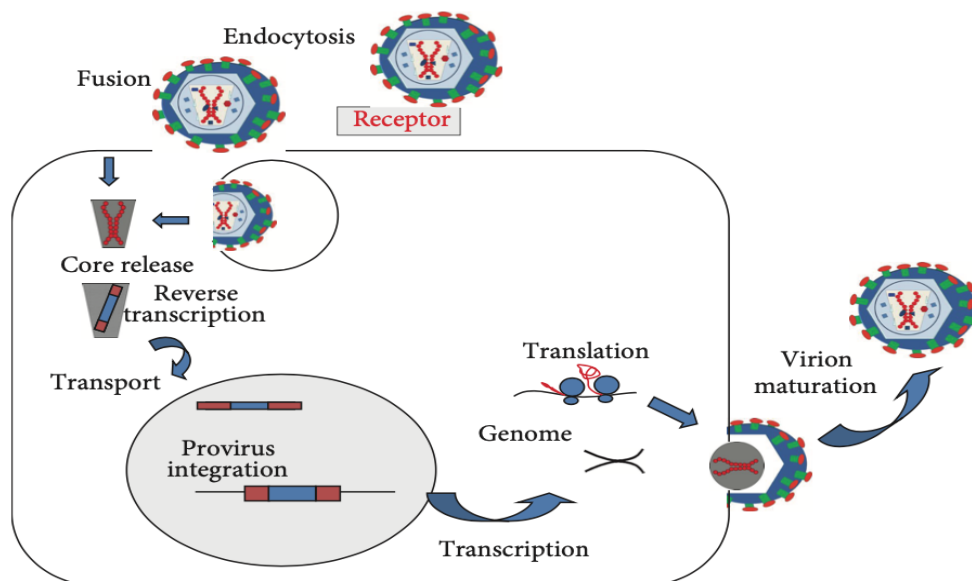 Endocytosis
Fusion
Receptor
Core release
Reverse
transcription
Transport
Provirus
integration
Translation
Genome
Transcription
Virion
maturation